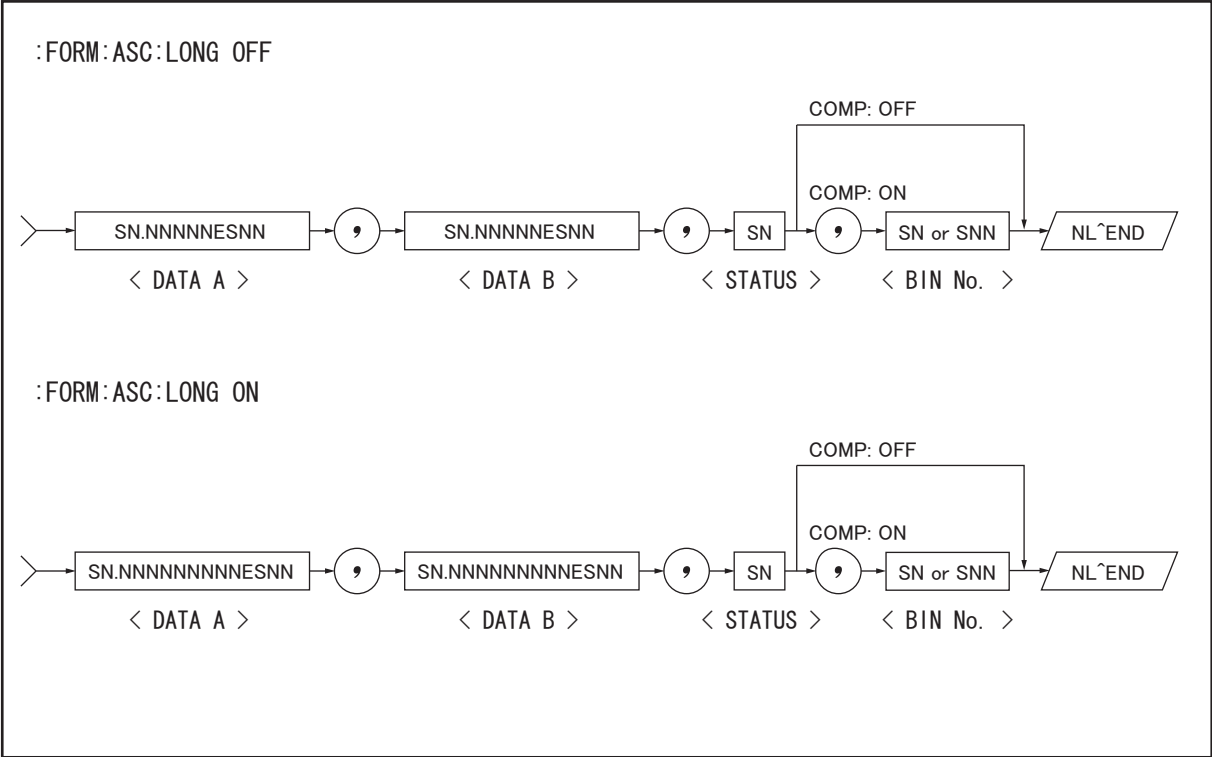 :FORM:ASC:LONG OFF
COMP: OFF
COMP: ON
SN.NNNNNESNN , SN.NNNNNESNN , SN , SN or SNN NL^END
< DATA A > < DATA B > < STATUS > < BIN No. >
:FORM:ASC:LONG ON
COMP: OFF
COMP: ON
SN.NNNNNNNNNESNN , SN.NNNNNNNNNESNN , SN , SN or SNN NL^END
< DATA A > < DATA B > < STATUS > < BIN No. >